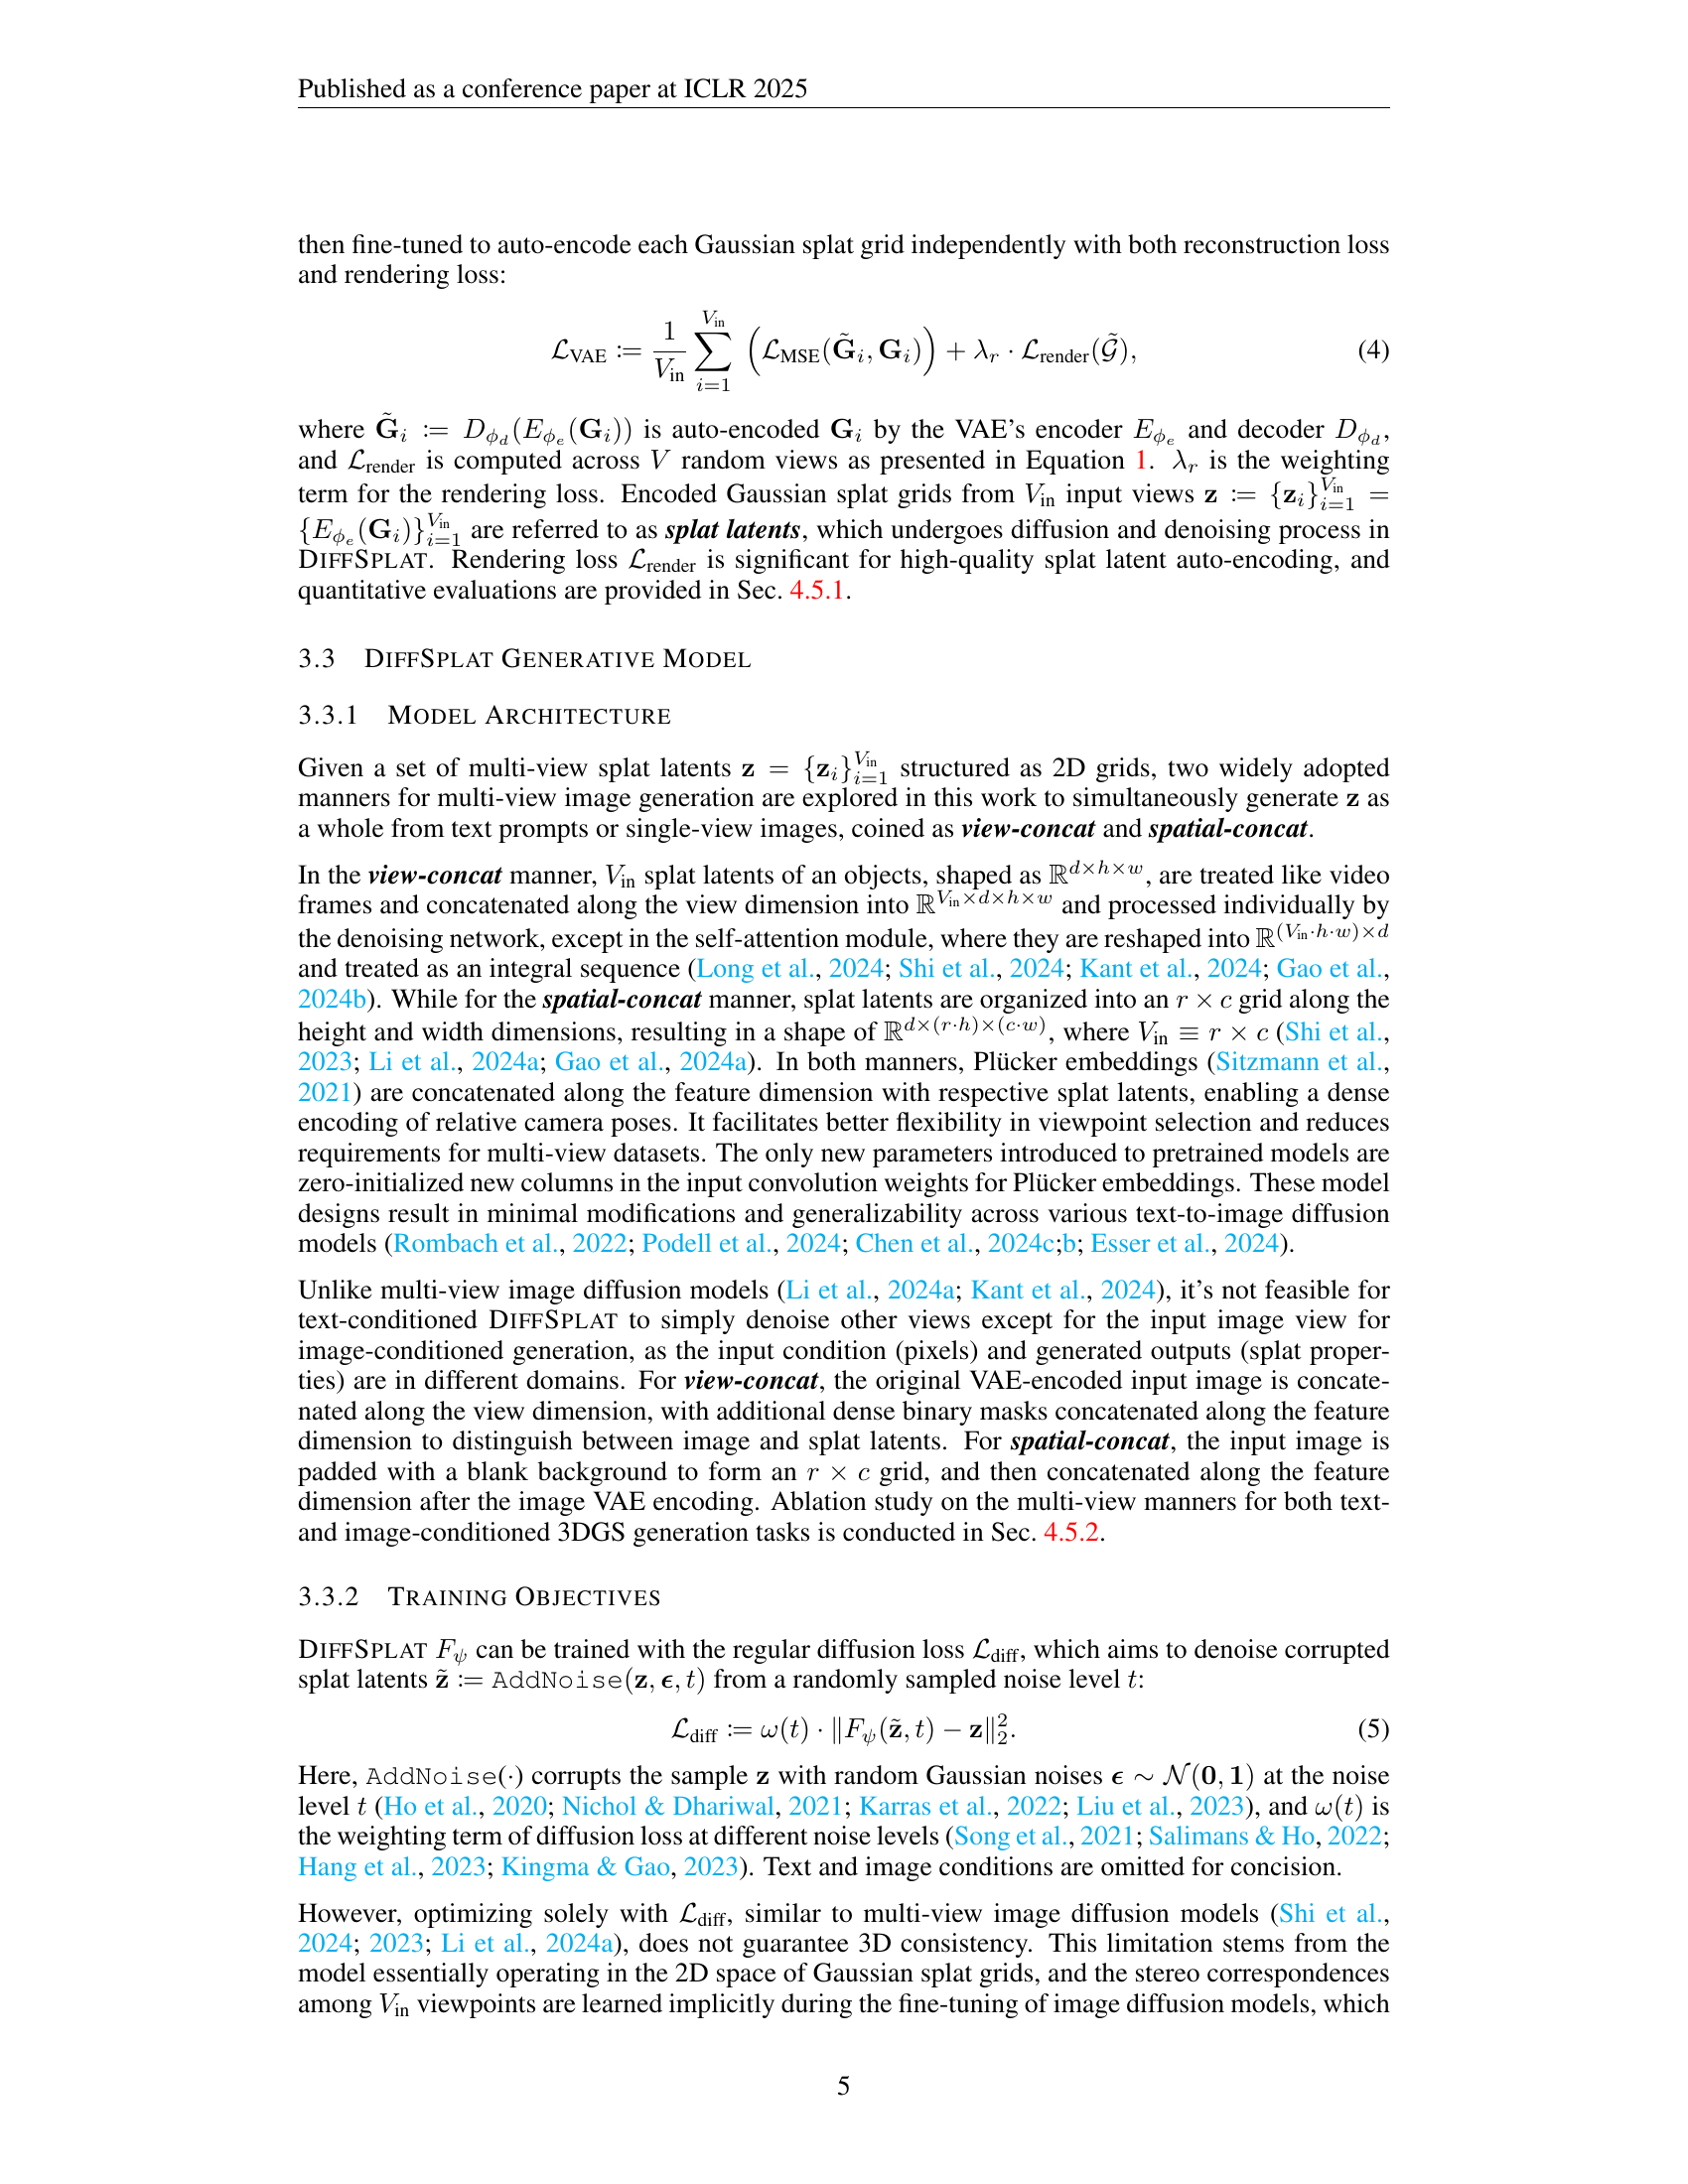 Published as a conference paper at ICLR 2025
then fine-tuned to auto-encode each Gaussian splat grid independently with both reconstruction loss
and rendering loss:
$\mathcal{L}_{\text{VAE}} := \frac{1}{V_{\text{in}}} \sum_{i=1}^{V_{\text{in}}} \left( \mathcal{L}_{\text{MSE}}(\tilde{\mathbf{G}}_i, \mathbf{G}_i) \right) + \lambda_r \cdot \mathcal{L}_{\text{render}}(\tilde{\mathcal{G}}),$ (4)
where $\tilde{\mathbf{G}}_i := D_{\phi_d}(E_{\phi_e}(\mathbf{G}_i))$ is auto-encoded $\mathbf{G}_i$ by the VAE's encoder $E_{\phi_e}$ and decoder $D_{\phi_d}$,
and $\mathcal{L}_{\text{render}}$ is computed across $V$ random views as presented in Equation 1. $\lambda_r$ is the weighting
term for the rendering loss. Encoded Gaussian splat grids from $V_{\text{in}}$ input views $\mathbf{z} := \{\mathbf{z}_i\}_{i=1}^{V_{\text{in}}} =$
$\{E_{\phi_e}(\mathbf{G}_i)\}_{i=1}^{V_{\text{in}}}$ are referred to as splat latents, which undergoes diffusion and denoising process in
DIFFSPLAT. Rendering loss $\mathcal{L}_{\text{render}}$ is significant for high-quality splat latent auto-encoding, and
quantitative evaluations are provided in Sec. 4.5.1.
3.3 DIFFSPLAT GENERATIVE MODEL
3.3.1 MODEL ARCHITECTURE
Given a set of multi-view splat latents $\mathbf{z} = \{\mathbf{z}_i\}_{i=1}^{V_{\text{in}}}$ structured as 2D grids, two widely adopted
manners for multi-view image generation are explored in this work to simultaneously generate $\mathbf{z}$ as
a whole from text prompts or single-view images, coined as view-concat and spatial-concat.
In the view-concat manner, $V_{\text{in}}$ splat latents of an objects, shaped as $\mathbb{R}^{d \times h \times w}$, are treated like video
frames and concatenated along the view dimension into $\mathbb{R}^{V_{\text{in}} \times d \times h \times w}$ and processed individually by
the denoising network, except in the self-attention module, where they are reshaped into $\mathbb{R}^{(V_{\text{in}} \cdot h \cdot w) \times d}$
and treated as an integral sequence (Long et al., 2024; Shi et al., 2024; Kant et al., 2024; Gao et al.,
2024b). While for the spatial-concat manner, splat latents are organized into an $r \times c$ grid along the
height and width dimensions, resulting in a shape of $\mathbb{R}^{d \times (r \cdot h) \times (c \cdot w)}$, where $V_{\text{in}} \equiv r \times c$ (Shi et al.,
2023; Li et al., 2024a; Gao et al., 2024a). In both manners, Plücker embeddings (Sitzmann et al.,
2021) are concatenated along the feature dimension with respective splat latents, enabling a dense
encoding of relative camera poses. It facilitates better flexibility in viewpoint selection and reduces
requirements for multi-view datasets. The only new parameters introduced to pretrained models are
zero-initialized new columns in the input convolution weights for Plücker embeddings. These model
designs result in minimal modifications and generalizability across various text-to-image diffusion
models (Rombach et al., 2022; Podell et al., 2024; Chen et al., 2024c;b; Esser et al., 2024).
Unlike multi-view image diffusion models (Li et al., 2024a; Kant et al., 2024), it's not feasible for
text-conditioned DIFFSPLAT to simply denoise other views except for the input image view for
image-conditioned generation, as the input condition (pixels) and generated outputs (splat proper-
ties) are in different domains. For view-concat, the original VAE-encoded input image is concate-
nated along the view dimension, with additional dense binary masks concatenated along the feature
dimension to distinguish between image and splat latents. For spatial-concat, the input image is
padded with a blank background to form an $r \times c$ grid, and then concatenated along the feature
dimension after the image VAE encoding. Ablation study on the multi-view manners for both text-
and image-conditioned 3DGS generation tasks is conducted in Sec. 4.5.2.
3.3.2 TRAINING OBJECTIVES
DIFFSPLAT $F_\psi$ can be trained with the regular diffusion loss $\mathcal{L}_{\text{diff}}$, which aims to denoise corrupted
splat latents $\tilde{\mathbf{z}} := \texttt{AddNoise}(\mathbf{z}, \boldsymbol{\epsilon}, t)$ from a randomly sampled noise level $t$:
$\mathcal{L}_{\text{diff}} := \omega(t) \cdot \|F_\psi(\tilde{\mathbf{z}}, t) - \mathbf{z}\|_2^2.$ (5)
Here, AddNoise(·) corrupts the sample $\mathbf{z}$ with random Gaussian noises $\boldsymbol{\epsilon} \sim \mathcal{N}(\mathbf{0}, \mathbf{1})$ at the noise
level $t$ (Ho et al., 2020; Nichol & Dhariwal, 2021; Karras et al., 2022; Liu et al., 2023), and $\omega(t)$ is
the weighting term of diffusion loss at different noise levels (Song et al., 2021; Salimans & Ho, 2022;
Hang et al., 2023; Kingma & Gao, 2023). Text and image conditions are omitted for concision.
However, optimizing solely with $\mathcal{L}_{\text{diff}}$, similar to multi-view image diffusion models (Shi et al.,
2024; 2023; Li et al., 2024a), does not guarantee 3D consistency. This limitation stems from the
model essentially operating in the 2D space of Gaussian splat grids, and the stereo correspondences
among $V_{\text{in}}$ viewpoints are learned implicitly during the fine-tuning of image diffusion models, which
5